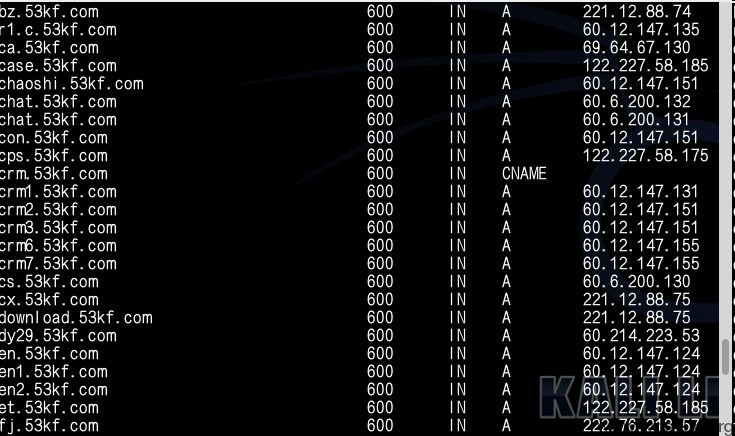 bz.53kf.com 600 IN A 221.12.88.74
r1.c.53kf.com 600 IN A 60.12.147.135
ca.53kf.com 600 IN A 69.64.67.130
case.53kf.com 600 IN A 122.227.58.185
chaoshi.53kf.com 600 IN A 60.12.147.151
chat.53kf.com 600 IN A 60.6.200.132
chat.53kf.com 600 IN A 60.6.200.131
con.53kf.com 600 IN A 60.12.147.151
cps.53kf.com 600 IN A 122.227.58.175
crm.53kf.com 600 IN CNAME
crm1.53kf.com 600 IN A 60.12.147.131
crm2.53kf.com 600 IN A 60.12.147.151
crm3.53kf.com 600 IN A 60.12.147.151
crm6.53kf.com 600 IN A 60.12.147.155
crm7.53kf.com 600 IN A 60.12.147.155
cs.53kf.com 600 IN A 60.6.200.130
cx.53kf.com 600 IN A 221.12.88.75
download.53kf.com 600 IN A 221.12.88.75
dy29.53kf.com 600 IN A 60.214.223.53
en.53kf.com 600 IN A 60.12.147.124
en1.53kf.com 600 IN A 60.12.147.124
en2.53kf.com 600 IN A 60.12.147.124
et.53kf.com 600 IN A 122.227.58.185
fj.53kf.com 600 IN A 222.76.213.57
KALI LI
rg